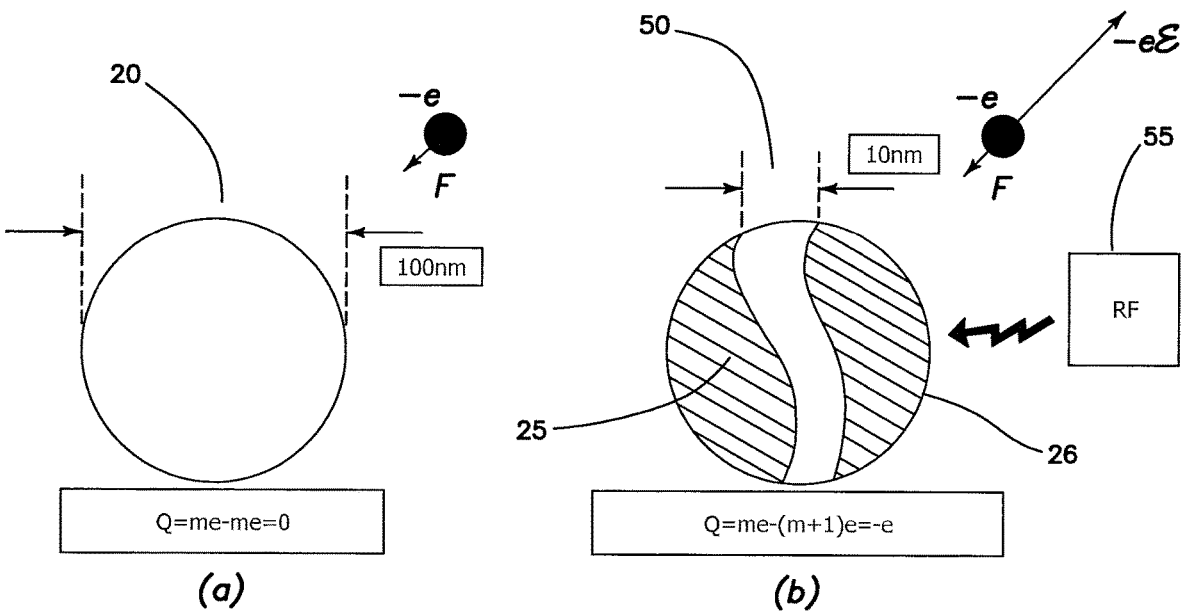 20
-e
F
100nm
Q=me-me=0
(a)
50
-eℰ
-e
10nm
F
55
RF
25
26
Q=me-(m+1)e=-e
(b)